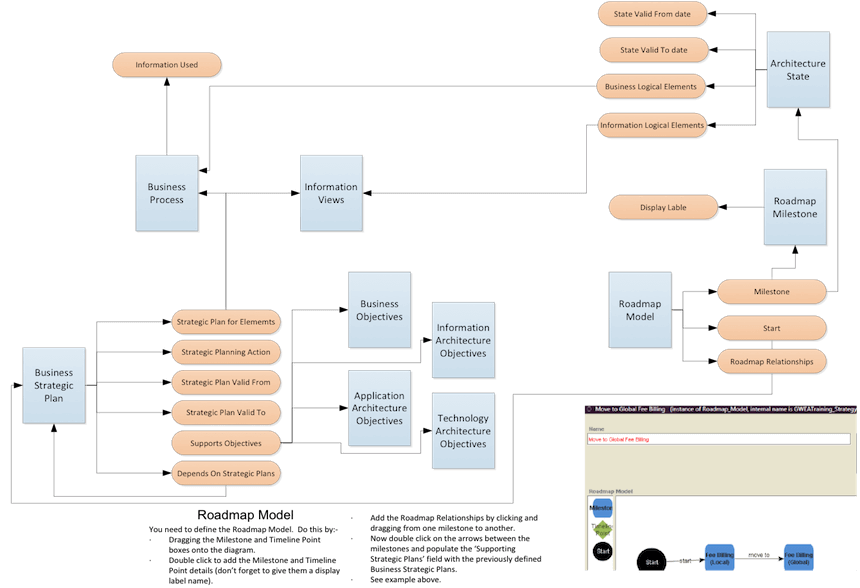 State Valid From date
State Valid To date
Architecture
State
Information Used
Business Logical Elements
Information Logical Elements
Business
Process
Information
Views
Display Lable
Roadmap
Milestone
Business
Objectives
Roadmap
Model
Milestone
Strategic Plan for Elements
Start
Information
Architecture
Objectives
Strategic Planning Action
Roadmap Relationships
Business
Strategic
Plan
Strategic Plan Valid From
Application
Architecture
Objectives
Strategic Plan Valid To
Technology
Architecture
Objectives
Supports Objectives
Depends On Strategic Plans
Move to Global Fee Billing (instance of Roadmap_Model, internal name is GWEATraining_Strategy
Name
Move to Global Fee Billing
Roadmap Model
Milestor
Timeline
Point
Start
Start
start
Fee Billing
(Local)
move to
Fee Billing
(Global)
Roadmap Model
You need to define the Roadmap Model. Do this by:-
· Dragging the Milestone and Timeline Point
boxes onto the diagram.
· Double click to add the Milestone and Timeline
Point details (don't forget to give them a display
label name).
· Add the Roadmap Relationships by clicking and
dragging from one milestone to another.
· Now double click on the arrows between the
milestones and populate the 'Supporting
Strategic Plans' field with the previously defined
Business Strategic Plans.
· See example above.